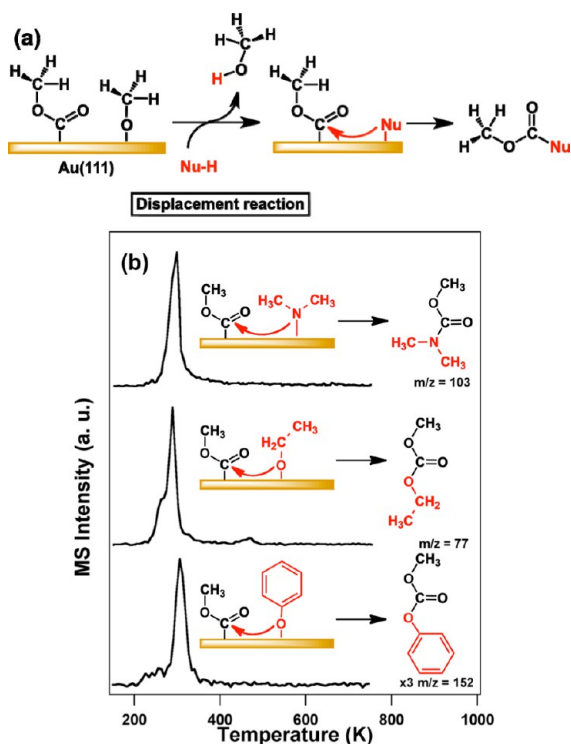 (a)
H
H
C
H
O
H
H
H
C
H
O
C
O
H
H
C
H
O
Au(111)
Nu-H
H
H
C
H
O
C
O
Nu
H
H
C
H
O
C
O
Nu
Displacement reaction
(b)
MS Intensity (a. u.)
CH3
O
C
O
H3C
CH3
N
CH3
O
C
O
N
H3C
CH3
m/z = 103
CH3
O
C
O
CH3
H2C
O
CH3
O
C
O
O
CH2
H3C
m/z = 77
CH3
O
C
O
O
CH3
O
C
O
O
x3 m/z = 152
200 400 600 800 1000
Temperature (K)